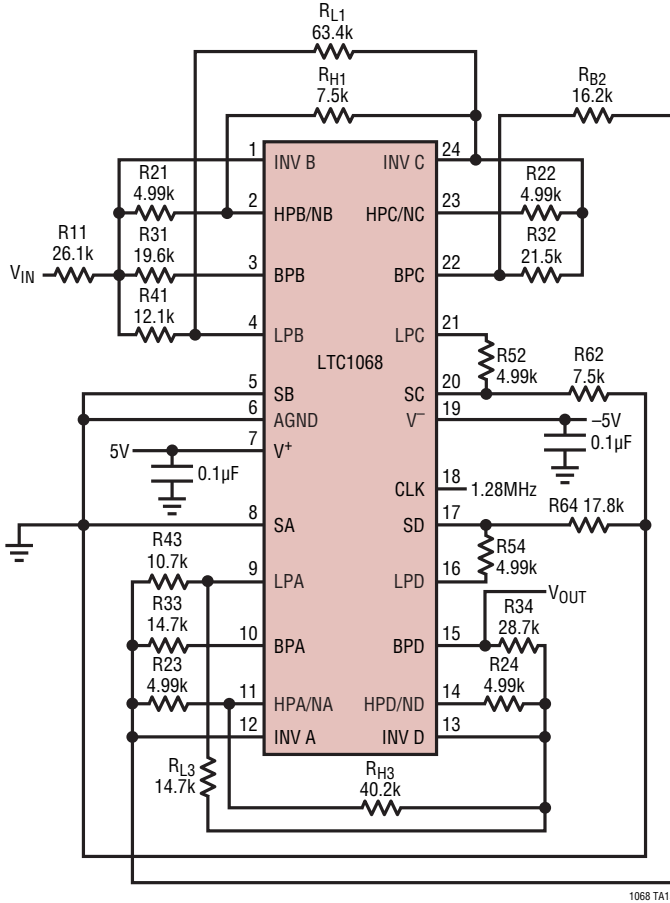 RL1
63.4k
RH1
7.5k
RB2
16.2k
1
INV B
INV C
24
R21
4.99k
2
HPB/NB
HPC/NC
23
R22
4.99k
R11
26.1k
VIN
R31
19.6k
3
BPB
BPC
22
R32
21.5k
R41
12.1k
4
LPB
LPC
21
LTC1068
R52
4.99k
R62
7.5k
5
SB
SC
20
6
AGND
V–
19
–5V
0.1µF
5V
7
V+
0.1µF
CLK
18
1.28MHz
8
SA
SD
17
R64 17.8k
R43
10.7k
9
LPA
LPD
16
R54
4.99k
VOUT
R33
14.7k
10
BPA
BPD
15
R34
28.7k
R23
4.99k
11
HPA/NA
HPD/ND
14
R24
4.99k
12
INV A
INV D
13
RL3
14.7k
RH3
40.2k